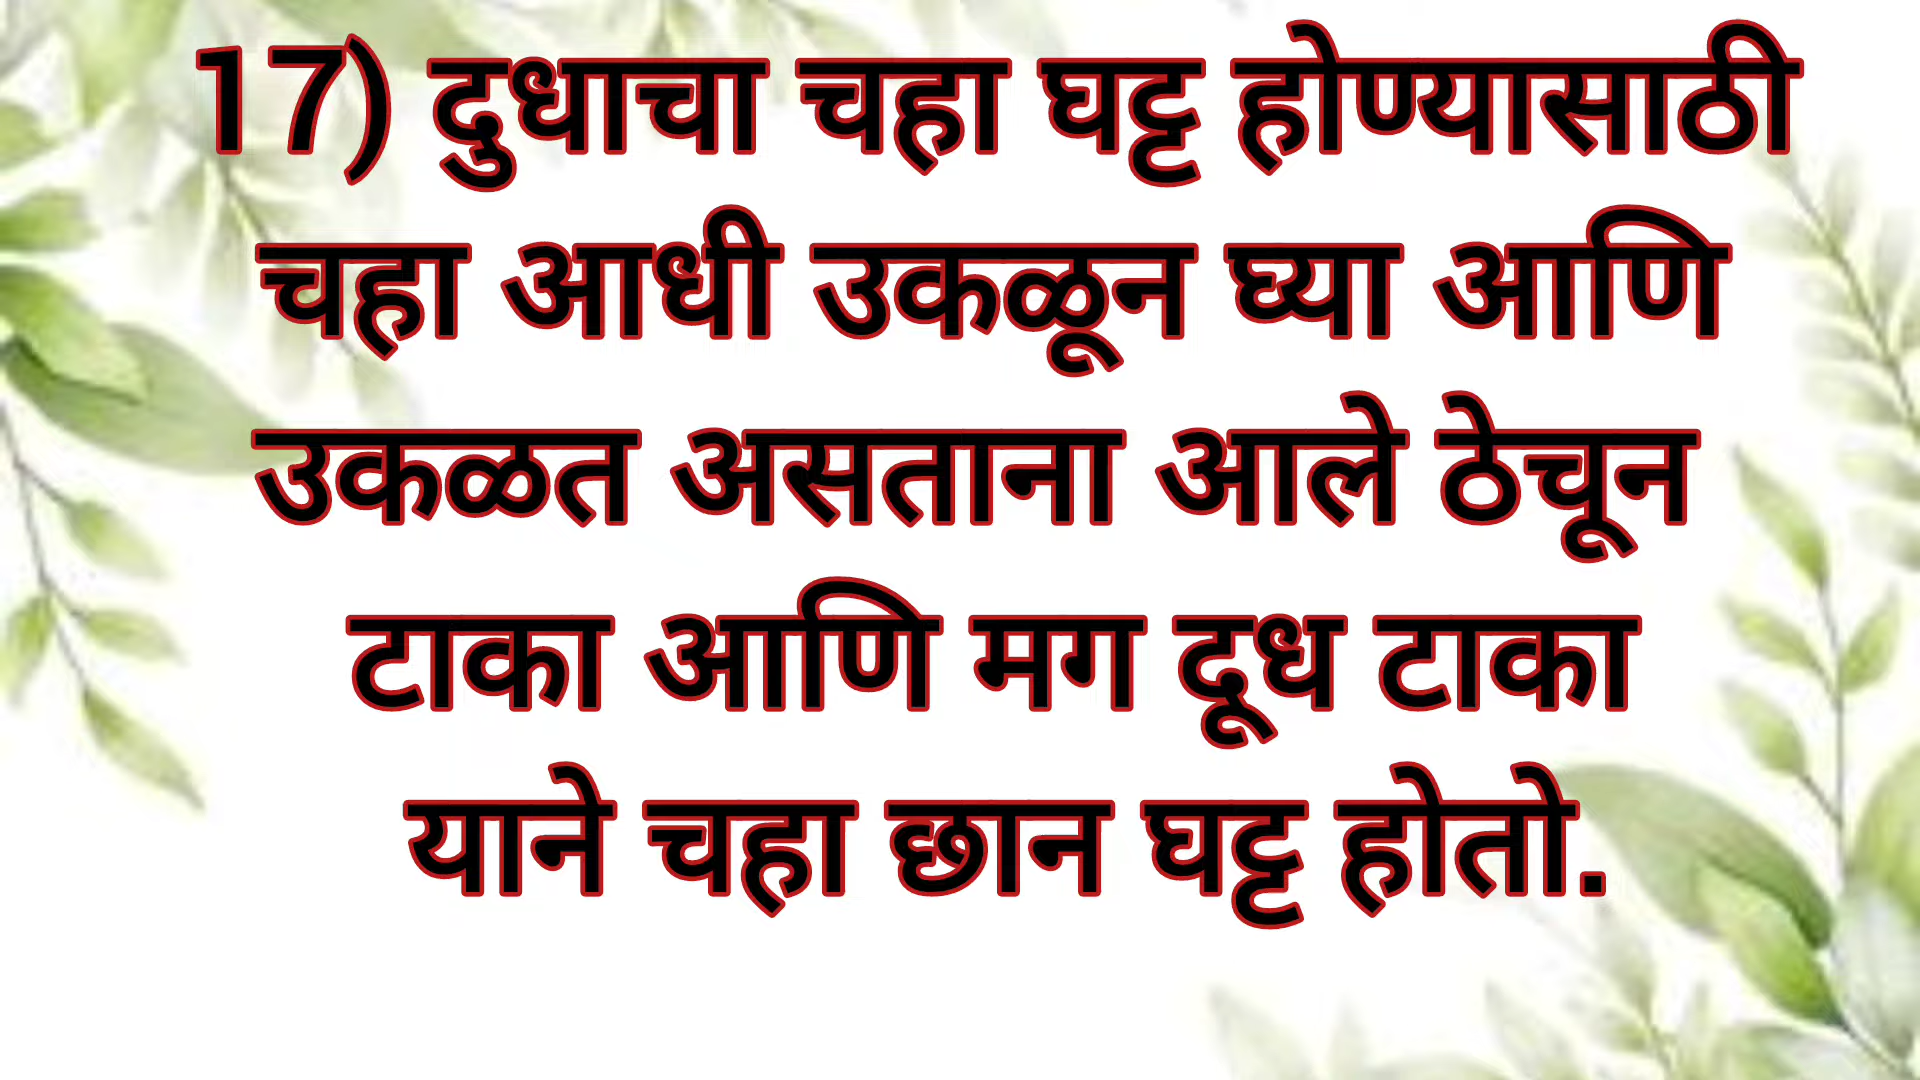 17) दुधाचा चहा घट्ट होण्यासाठी
चहा आधी उकळून घ्या आणि
उकळत असताना आले ठेचून
टाका आणि मग दूध टाका
याने चहा छान घट्ट होतो.